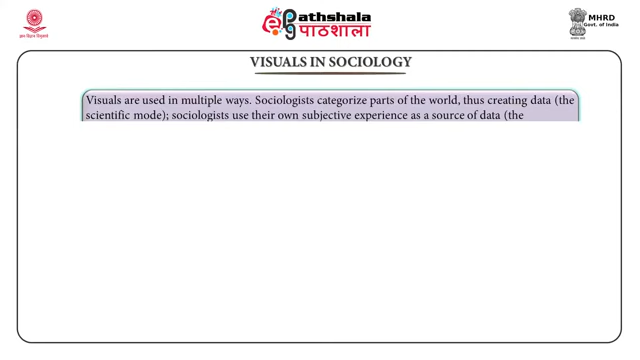 ePathshala
पाठशाला
MHRD
Govt. of India
VISUALS IN SOCIOLOGY
Visuals are used in multiple ways. Sociologists categorize parts of the world, thus creating data (the
scientific mode); sociologists use their own subjective experience as a source of data (the